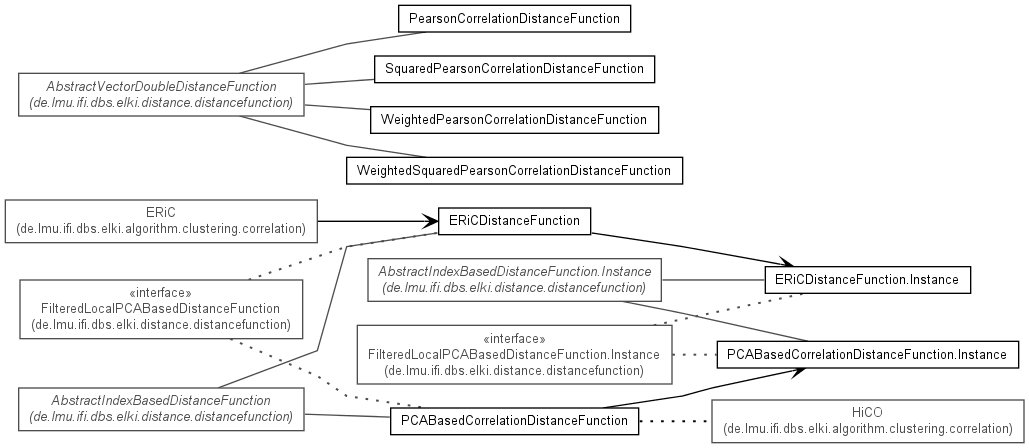 PearsonCorrelationDistanceFunction
SquaredPearsonCorrelationDistanceFunction
AbstractVectorDoubleDistanceFunction
(de.lmu.ifi.dbs.elki.distance.distancefunction)
WeightedPearsonCorrelationDistanceFunction
WeightedSquaredPearsonCorrelationDistanceFunction
ERiC
(de.lmu.ifi.dbs.elki.algorithm.clustering.correlation)
ERiCDistanceFunction
AbstractIndexBasedDistanceFunction.Instance
(de.lmu.ifi.dbs.elki.distance.distancefunction)
ERiCDistanceFunction.Instance
«interface»
FilteredLocalPCABasedDistanceFunction
(de.lmu.ifi.dbs.elki.distance.distancefunction)
«interface»
FilteredLocalPCABasedDistanceFunction.Instance
(de.lmu.ifi.dbs.elki.distance.distancefunction)
PCABasedCorrelationDistanceFunction.Instance
AbstractIndexBasedDistanceFunction
(de.lmu.ifi.dbs.elki.distance.distancefunction)
PCABasedCorrelationDistanceFunction
HiCO
(de.lmu.ifi.dbs.elki.algorithm.clustering.correlation)